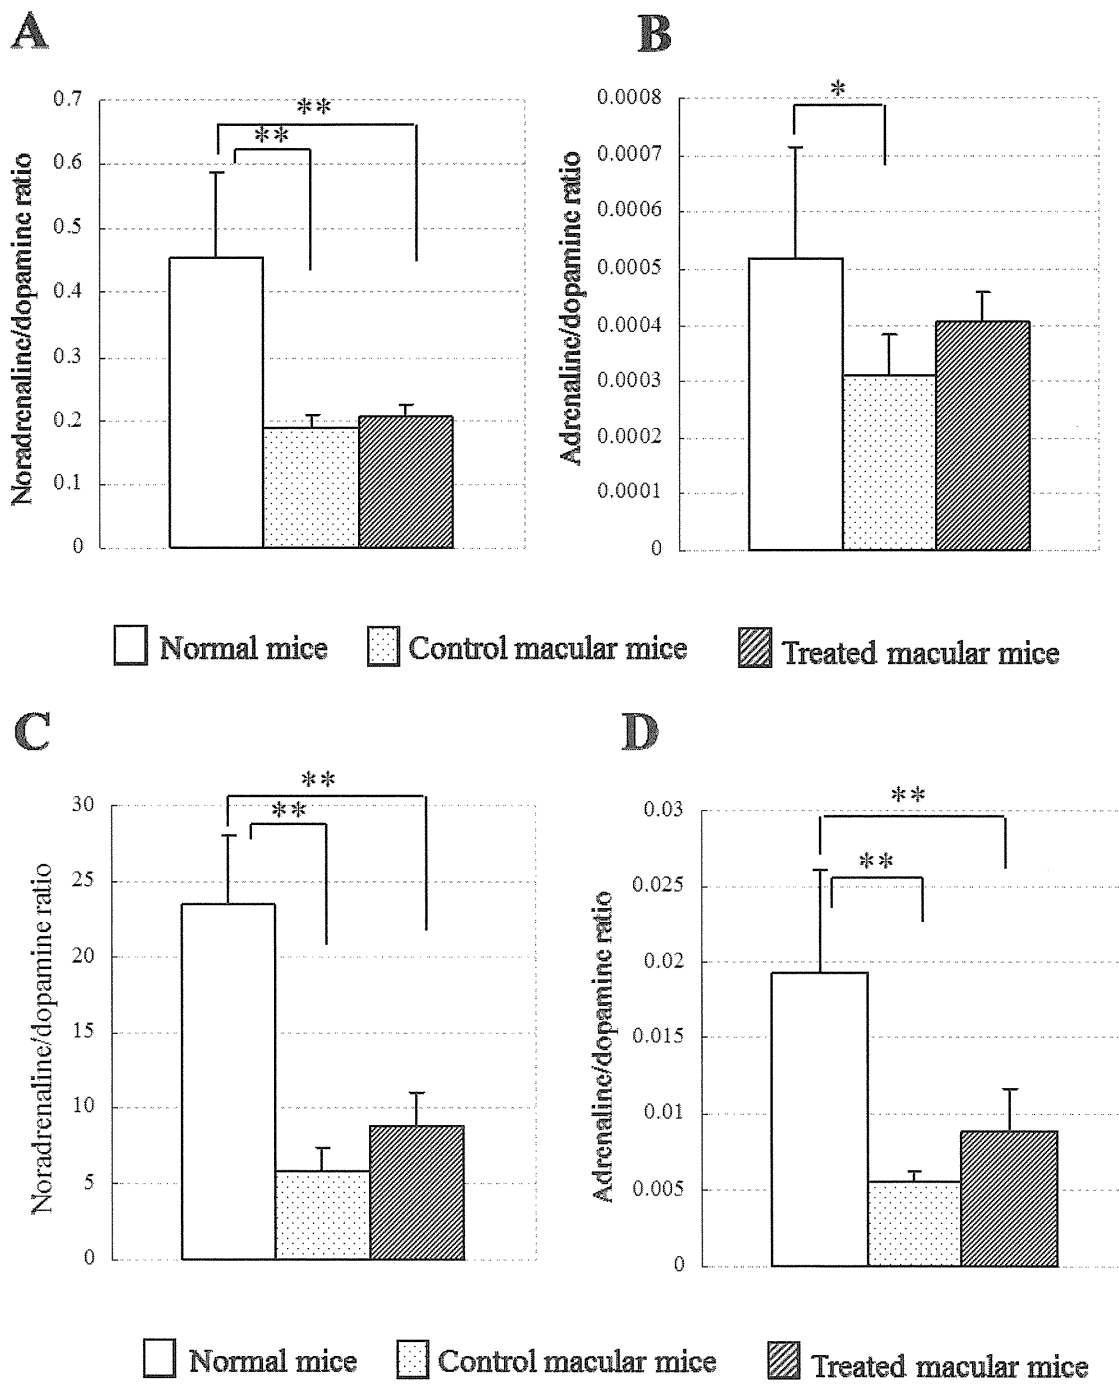 A
B
0.7
0.6
0.5
0.4
0.3
0.2
0.1
0
Noradrenaline/dopamine ratio
**
**
0.0008
0.0007
0.0006
0.0005
0.0004
0.0003
0.0002
0.0001
0
Adrenaline/dopamine ratio
*
Normal mice
Control macular mice
Treated macular mice
C
D
30
25
20
15
10
5
0
Noradrenaline/dopamine ratio
**
**
0.03
0.025
0.02
0.015
0.01
0.005
0
Adrenaline/dopamine ratio
**
**
Normal mice
Control macular mice
Treated macular mice